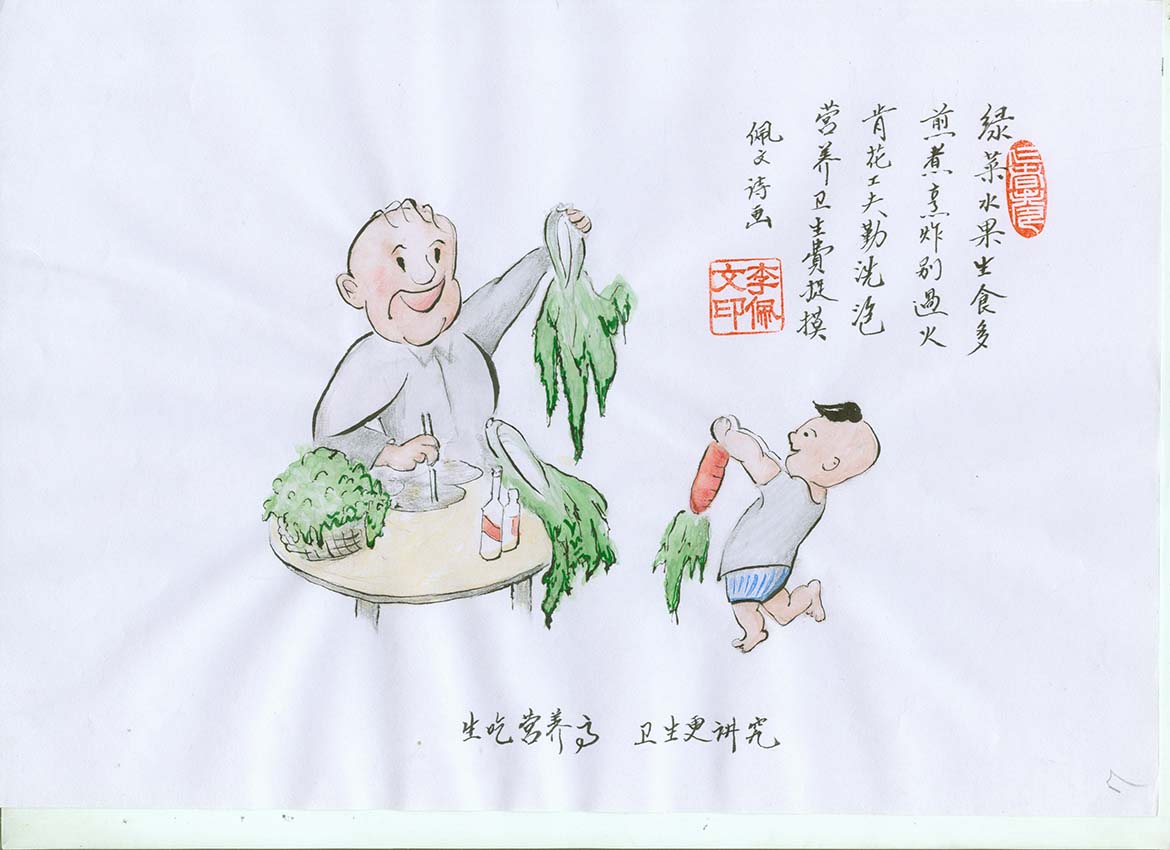 绿菜水果生食多
煎煮烹炸别過火
肯花工夫勤洗泡
营养卫生費捉摸
佩文诗画
李佩文印
生吃营养高 卫生更讲究